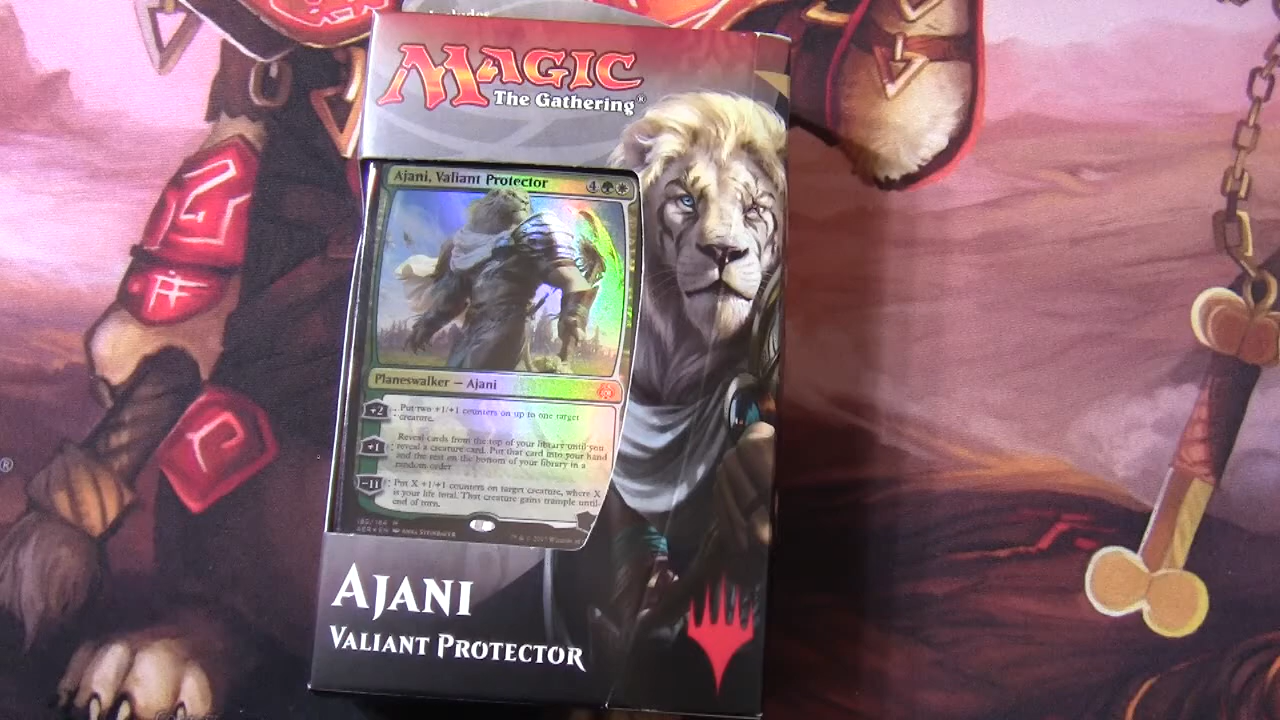 Includes
MAGIC
The Gathering®
Ajani, Valiant Protector 4
Planeswalker — Ajani
+2 : Put two +1/+1 counters on up to one target
creature.
+1 : Reveal cards from the top of your library until you
reveal a creature card. Put that card into your hand
and the rest on the bottom of your library in a
random order.
-11 : Put X +1/+1 counters on target creature, where X
is your life total. That creature gains trample until
end of turn.
AJANI
VALIANT PROTECTOR
®